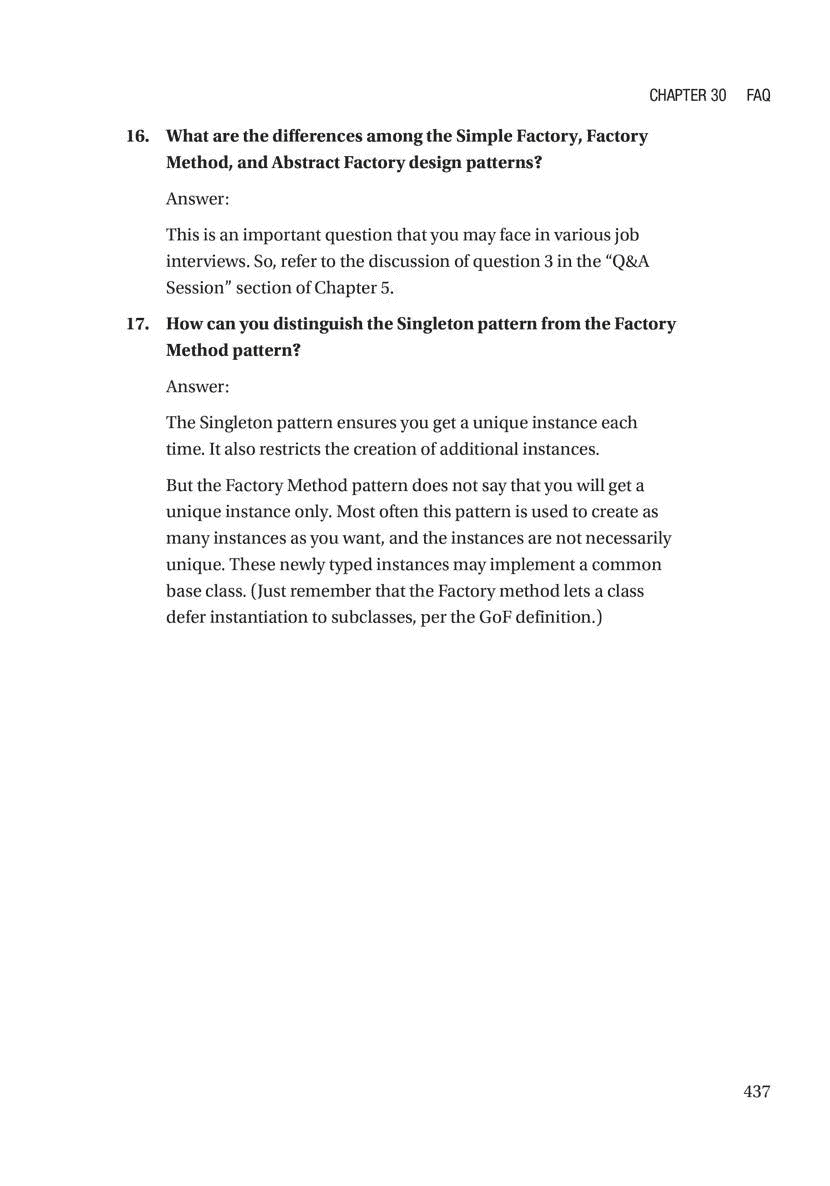 CHAPTER 30 FAQ
16. What are the differences among the Simple Factory, Factory
Method, and Abstract Factory design patterns?
Answer:
This is an important question that you may face in various job
interviews. So, refer to the discussion of question 3 in the “Q&A
Session” section of Chapter 5.
17. How can you distinguish the Singleton pattern from the Factory
Method pattern?
Answer:
The Singleton pattern ensures you get a unique instance each
time. It also restricts the creation of additional instances.
But the Factory Method pattern does not say that you will get a
unique instance only. Most often this pattern is used to create as
many instances as you want, and the instances are not necessarily
unique. These newly typed instances may implement a common
base class. (Just remember that the Factory method lets a class
defer instantiation to subclasses, per the GoF definition.)
437